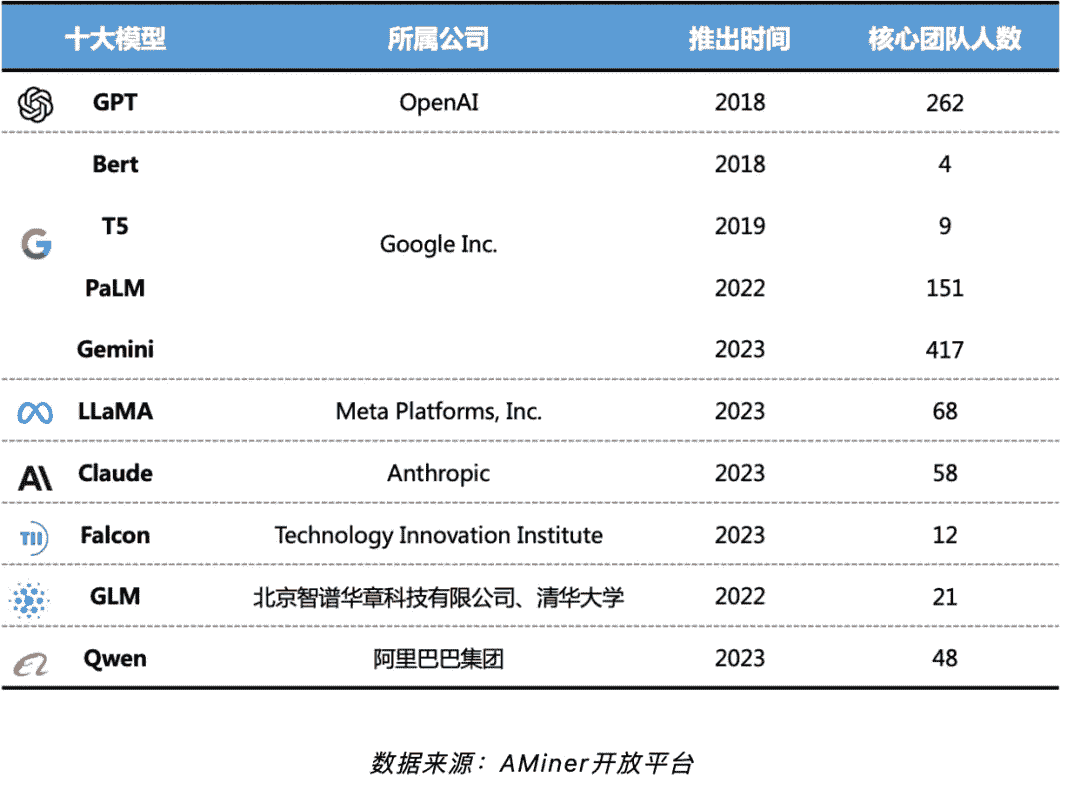 十大模型 所属公司 推出时间 核心团队人数
GPT OpenAI 2018 262
Bert 2018 4
T5 2019 9
Google Inc.
PaLM 2022 151
Gemini 2023 417
LLaMA Meta Platforms, Inc. 2023 68
Claude Anthropic 2023 58
TII Falcon Technology Innovation Institute 2023 12
GLM 北京智谱华章科技有限公司、清华大学 2022 21
Qwen 阿里巴巴集团 2023 48
数据来源：AMiner开放平台